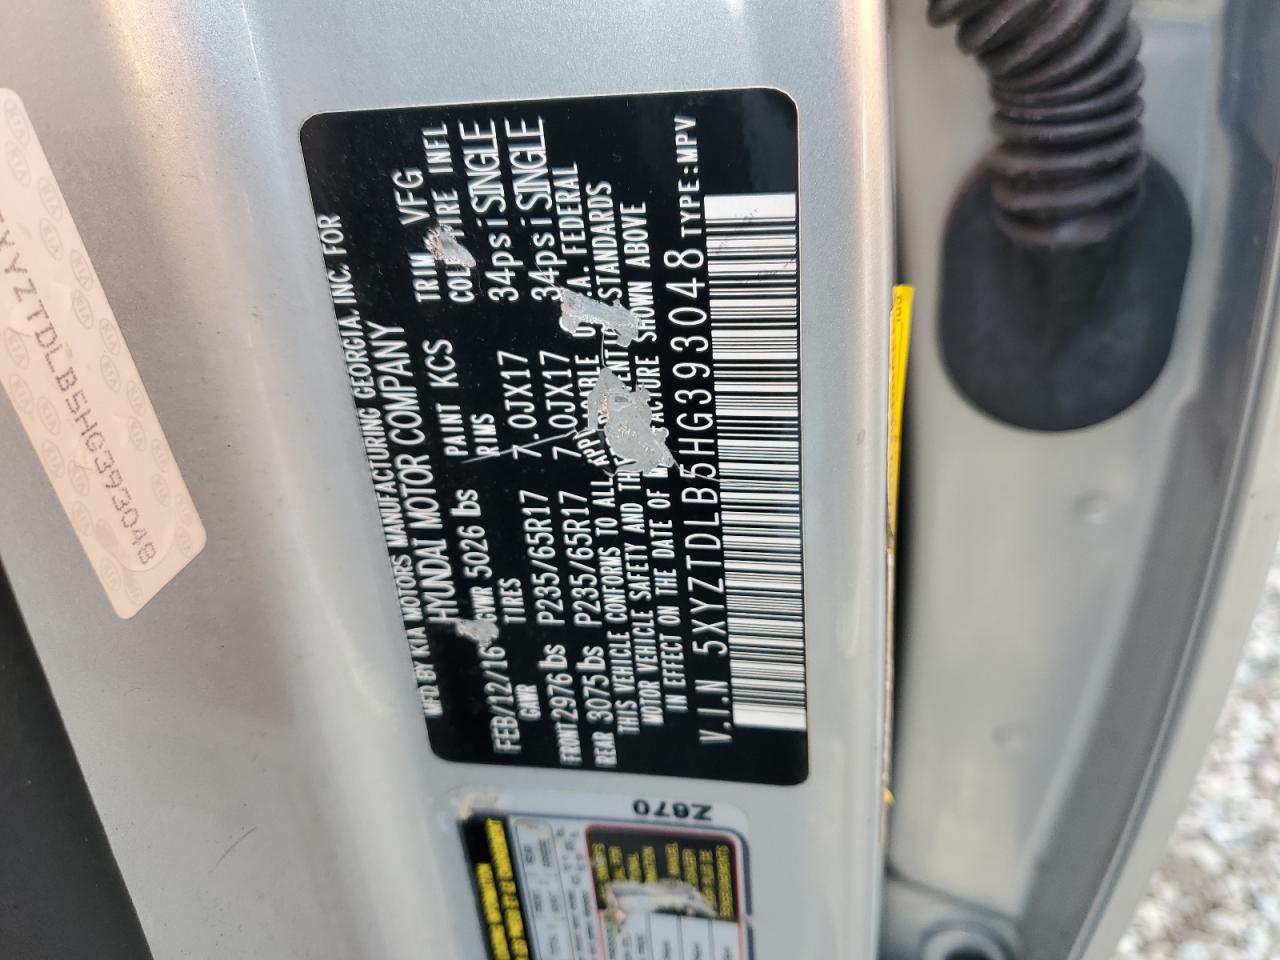 MFD BY KIA MOTORS MANUFACTURING GEORGIA, INC. FOR
HYUNDAI MOTOR COMPANY
FEB/12/16 GVWR 5026 lbs PAINT KCS TRIM VFG
GAWR TIRES RIMS COLD TIRE INFL
FRONT 2976 lbs P235/65R17 7.0JX17 34psi SINGLE
REAR 3075 lbs P235/65R17 7.0JX17 34psi SINGLE
THIS VEHICLE CONFORMS TO ALL APPLICABLE U.S.A. FEDERAL
MOTOR VEHICLE SAFETY AND THEFT PREVENTION STANDARDS
IN EFFECT ON THE DATE OF MANUFACTURE SHOWN ABOVE
V.I.N 5XYZTDLB5HG393048 TYPE:MPV
XYZTDLB5HG393048
KIA
Z670